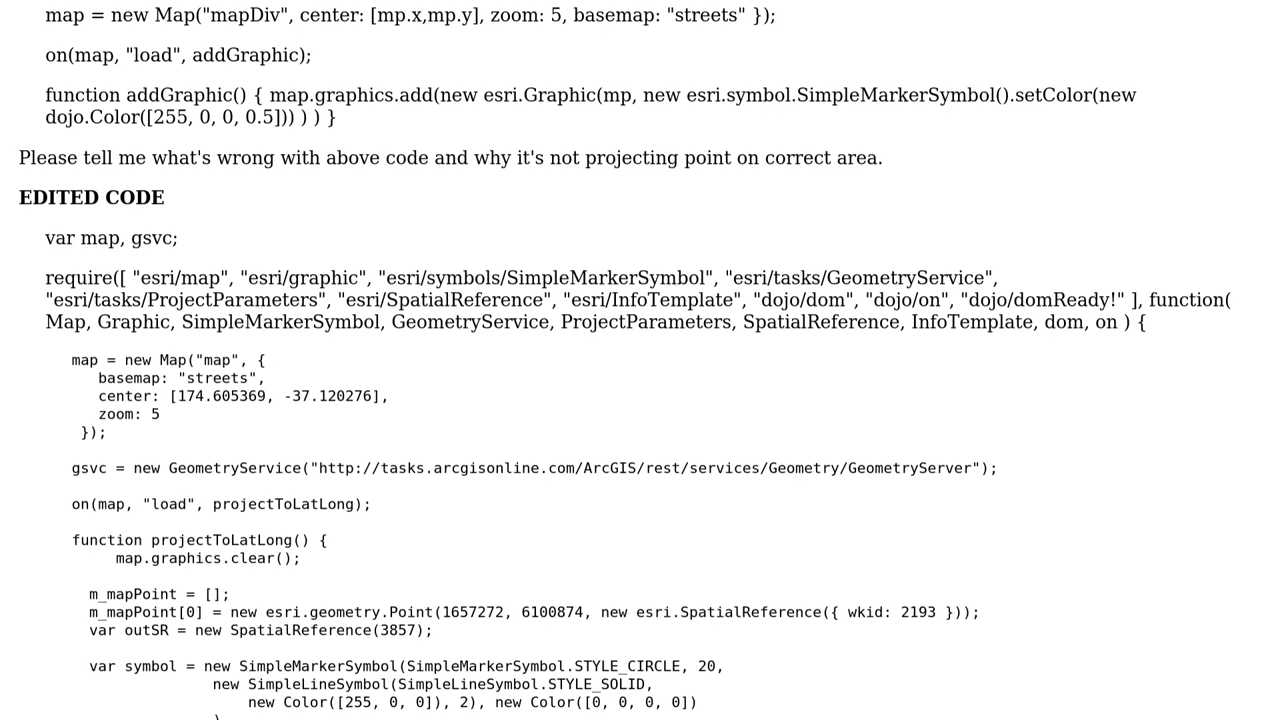 map = new Map("mapDiv", center: [mp.x,mp.y], zoom: 5, basemap: "streets" });
on(map, "load", addGraphic);
function addGraphic() { map.graphics.add(new esri.Graphic(mp, new esri.symbol.SimpleMarkerSymbol().setColor(new
dojo.Color([255, 0, 0, 0.5])) ) ) }
Please tell me what's wrong with above code and why it's not projecting point on correct area.
EDITED CODE
var map, gsvc;
require([ "esri/map", "esri/graphic", "esri/symbols/SimpleMarkerSymbol", "esri/tasks/GeometryService",
"esri/tasks/ProjectParameters", "esri/SpatialReference", "esri/InfoTemplate", "dojo/dom", "dojo/on", "dojo/domReady!" ], function(
Map, Graphic, SimpleMarkerSymbol, GeometryService, ProjectParameters, SpatialReference, InfoTemplate, dom, on ) {
map = new Map("map", {
basemap: "streets",
center: [174.605369, -37.120276],
zoom: 5
});
gsvc = new GeometryService("http://tasks.arcgisonline.com/ArcGIS/rest/services/Geometry/GeometryServer");
on(map, "load", projectToLatLong);
function projectToLatLong() {
map.graphics.clear();
m_mapPoint = [];
m_mapPoint[0] = new esri.geometry.Point(1657272, 6100874, new esri.SpatialReference({ wkid: 2193 }));
var outSR = new SpatialReference(3857);
var symbol = new SimpleMarkerSymbol(SimpleMarkerSymbol.STYLE_CIRCLE, 20,
new SimpleLineSymbol(SimpleLineSymbol.STYLE_SOLID,
new Color([255, 0, 0]), 2), new Color([0, 0, 0, 0])